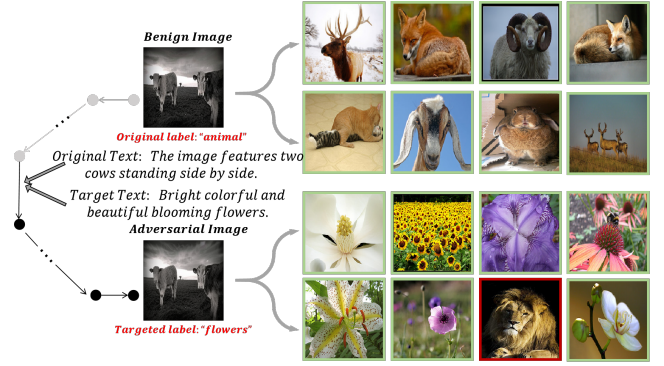 Benign Image
Original label: "animal"
Original Text: The image features two
cows standing side by side.
Target Text: Bright colorful and
beautiful blooming flowers.
Adversarial Image
Targeted label: "flowers"